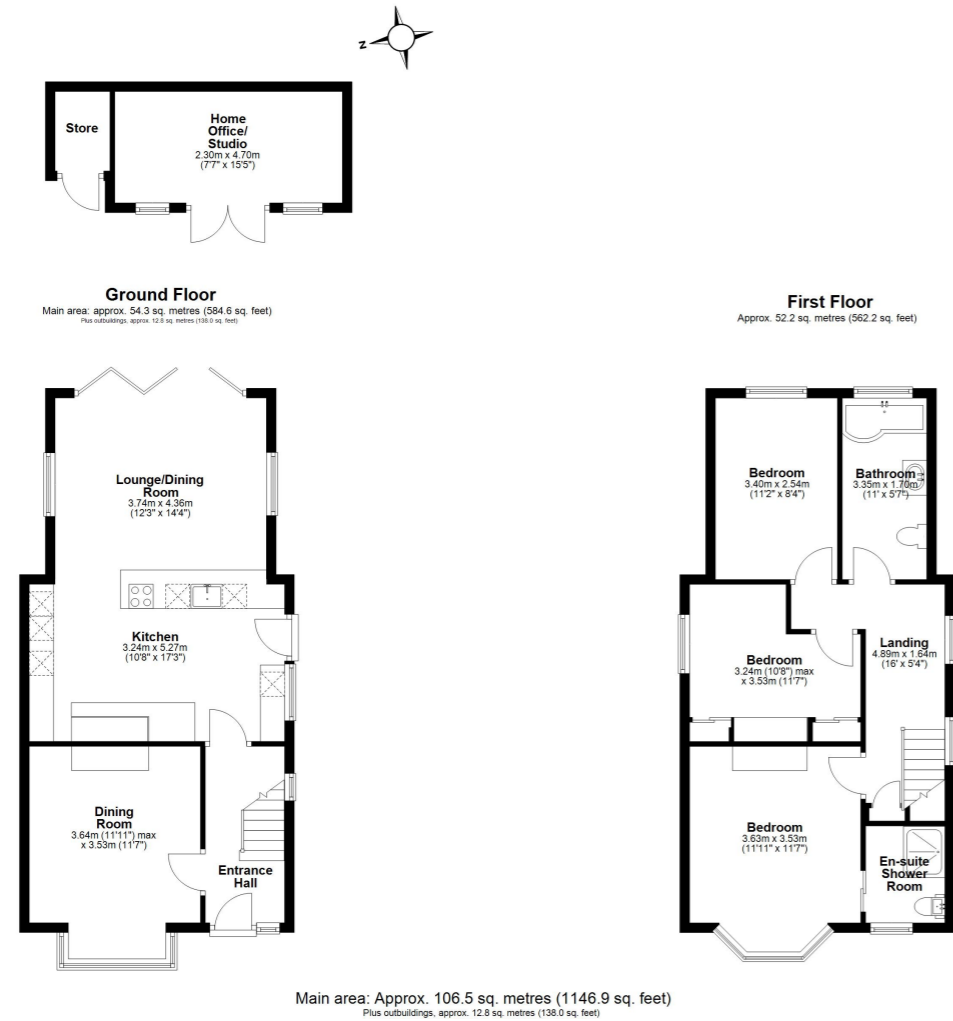 Z
Store
Home
Office/
Studio
2.30m x 4.70m
(7'7" x 15'5")
Ground Floor
Main area: approx. 54.3 sq. metres (584.6 sq. feet)
Plus outbuildings, approx. 12.8 sq. metres (138.0 sq. feet)
Lounge/Dining
Room
3.74m x 4.36m
(12'3" x 14'4")
Kitchen
3.24m x 5.27m
(10'8" x 17'3")
Dining
Room
3.64m (11'11") max
x 3.53m (11'7")
Entrance
Hall
First Floor
Approx. 52.2 sq. metres (562.2 sq. feet)
Bedroom
3.40m x 2.54m
(11'2" x 8'4")
Bathroom
3.35m x 1.70m
(11' x 5'7")
Bedroom
3.24m (10'8") max
x 3.53m (11'7")
Landing
4.89m x 1.64m
(16' x 5'4")
Bedroom
3.63m x 3.53m
(11'11" x 11'7")
En-suite
Shower
Room
Main area: Approx. 106.5 sq. metres (1146.9 sq. feet)
Plus outbuildings, approx. 12.8 sq. metres (138.0 sq. feet)